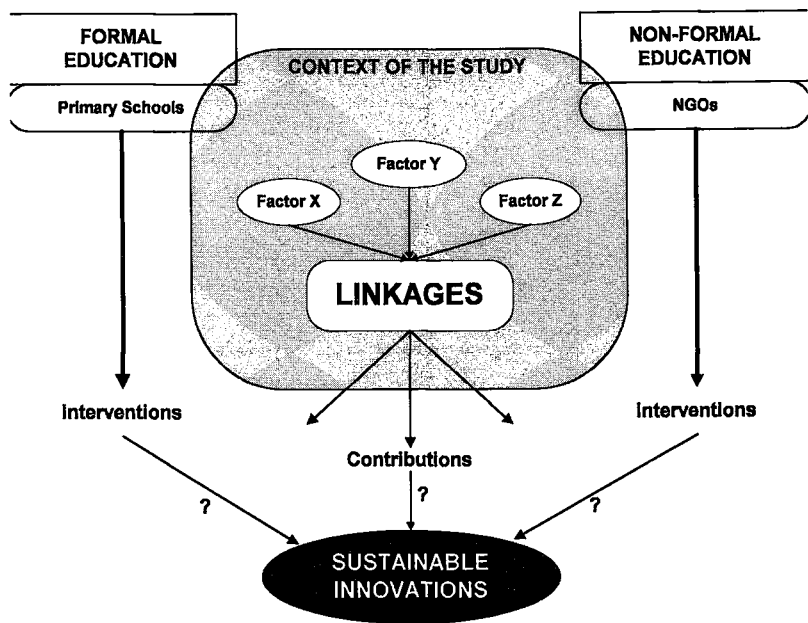 FORMAL
EDUCATION
Primary Schools
CONTEXT OF THE STUDY
NON-FORMAL
EDUCATION
NGOs
Factor X
Factor Y
Factor Z
LINKAGES
Interventions
Contributions
Interventions
?
?
?
SUSTAINABLE
INNOVATIONS